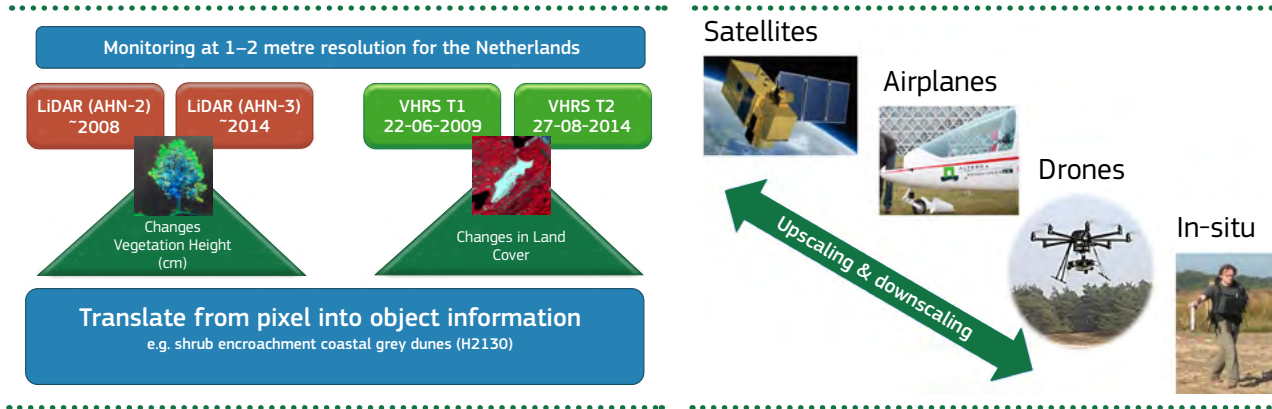 Monitoring at 1–2 metre resolution for the Netherlands
LiDAR (AHN-2)
~2008
LiDAR (AHN-3)
~2014
VHRS T1
22-06-2009
VHRS T2
27-08-2014
Changes
Vegetation Height
(cm)
Changes in Land
Cover
Translate from pixel into object information
e.g. shrub encroachment coastal grey dunes (H2130)
Satellites
Airplanes
Drones
In-situ
Upscaling & downscaling
ALTERRA